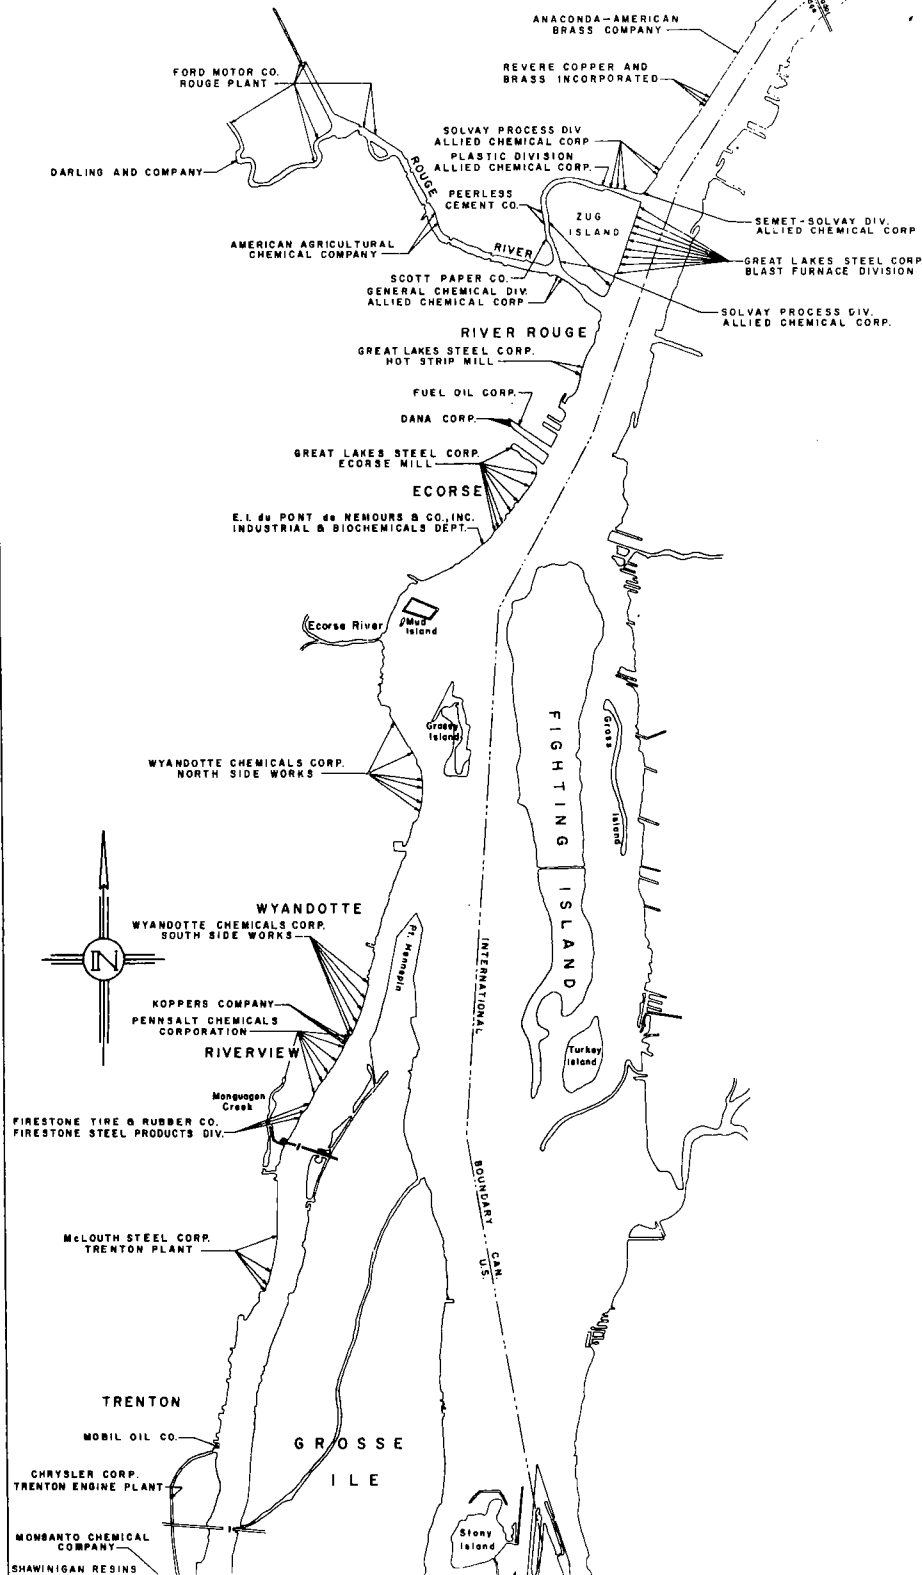 ANACONDA-AMERICAN
BRASS COMPANY
REVERE COPPER AND
BRASS INCORPORATED
FORD MOTOR CO.
ROUGE PLANT
SOLVAY PROCESS DIV
ALLIED CHEMICAL CORP
PLASTIC DIVISION
ALLIED CHEMICAL CORP.
DARLING AND COMPANY
ROUGE
RIVER
PEERLESS
CEMENT CO.
ZUG
ISLAND
SEMET-SOLVAY DIV.
ALLIED CHEMICAL CORP
AMERICAN AGRICULTURAL
CHEMICAL COMPANY
GREAT LAKES STEEL CORP
BLAST FURNACE DIVISION
SCOTT PAPER CO.
GENERAL CHEMICAL DIV.
ALLIED CHEMICAL CORP
SOLVAY PROCESS DIV.
ALLIED CHEMICAL CORP.
RIVER ROUGE
GREAT LAKES STEEL CORP.
HOT STRIP MILL
FUEL OIL CORP.
DANA CORP.
GREAT LAKES STEEL CORP.
ECORSE MILL
ECORSE
E.I. du PONT de NEMOURS & CO., INC.
INDUSTRIAL & BIOCHEMICALS DEPT.
Ecorse River
Mud
Island
Grassy
Island
FIGHTING
ISLAND
Grass
Island
WYANDOTTE CHEMICALS CORP.
NORTH SIDE WORKS
N
WYANDOTTE
WYANDOTTE CHEMICALS CORP.
SOUTH SIDE WORKS
Pt. Hennepin
INTERNATIONAL
KOPPERS COMPANY
PENNSALT CHEMICALS
CORPORATION
RIVERVIEW
Turkey
Island
Monguagon
Creek
FIRESTONE TIRE & RUBBER CO.
FIRESTONE STEEL PRODUCTS DIV.
BOUNDARY
CAN.
U.S.
McLOUTH STEEL CORP.
TRENTON PLANT
TRENTON
MOBIL OIL CO.
GROSSE
ILE
CHRYSLER CORP.
TRENTON ENGINE PLANT
Stony
Island
MONSANTO CHEMICAL
COMPANY
SHAWINIGAN RESINS